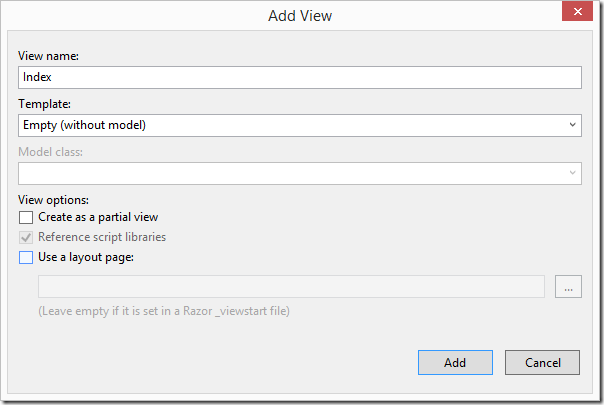 Add View
View name:
Index
Template:
Empty (without model)
Model class:
View options:
Create as a partial view
Reference script libraries
Use a layout page:
...
(Leave empty if it is set in a Razor _viewstart file)
Add
Cancel